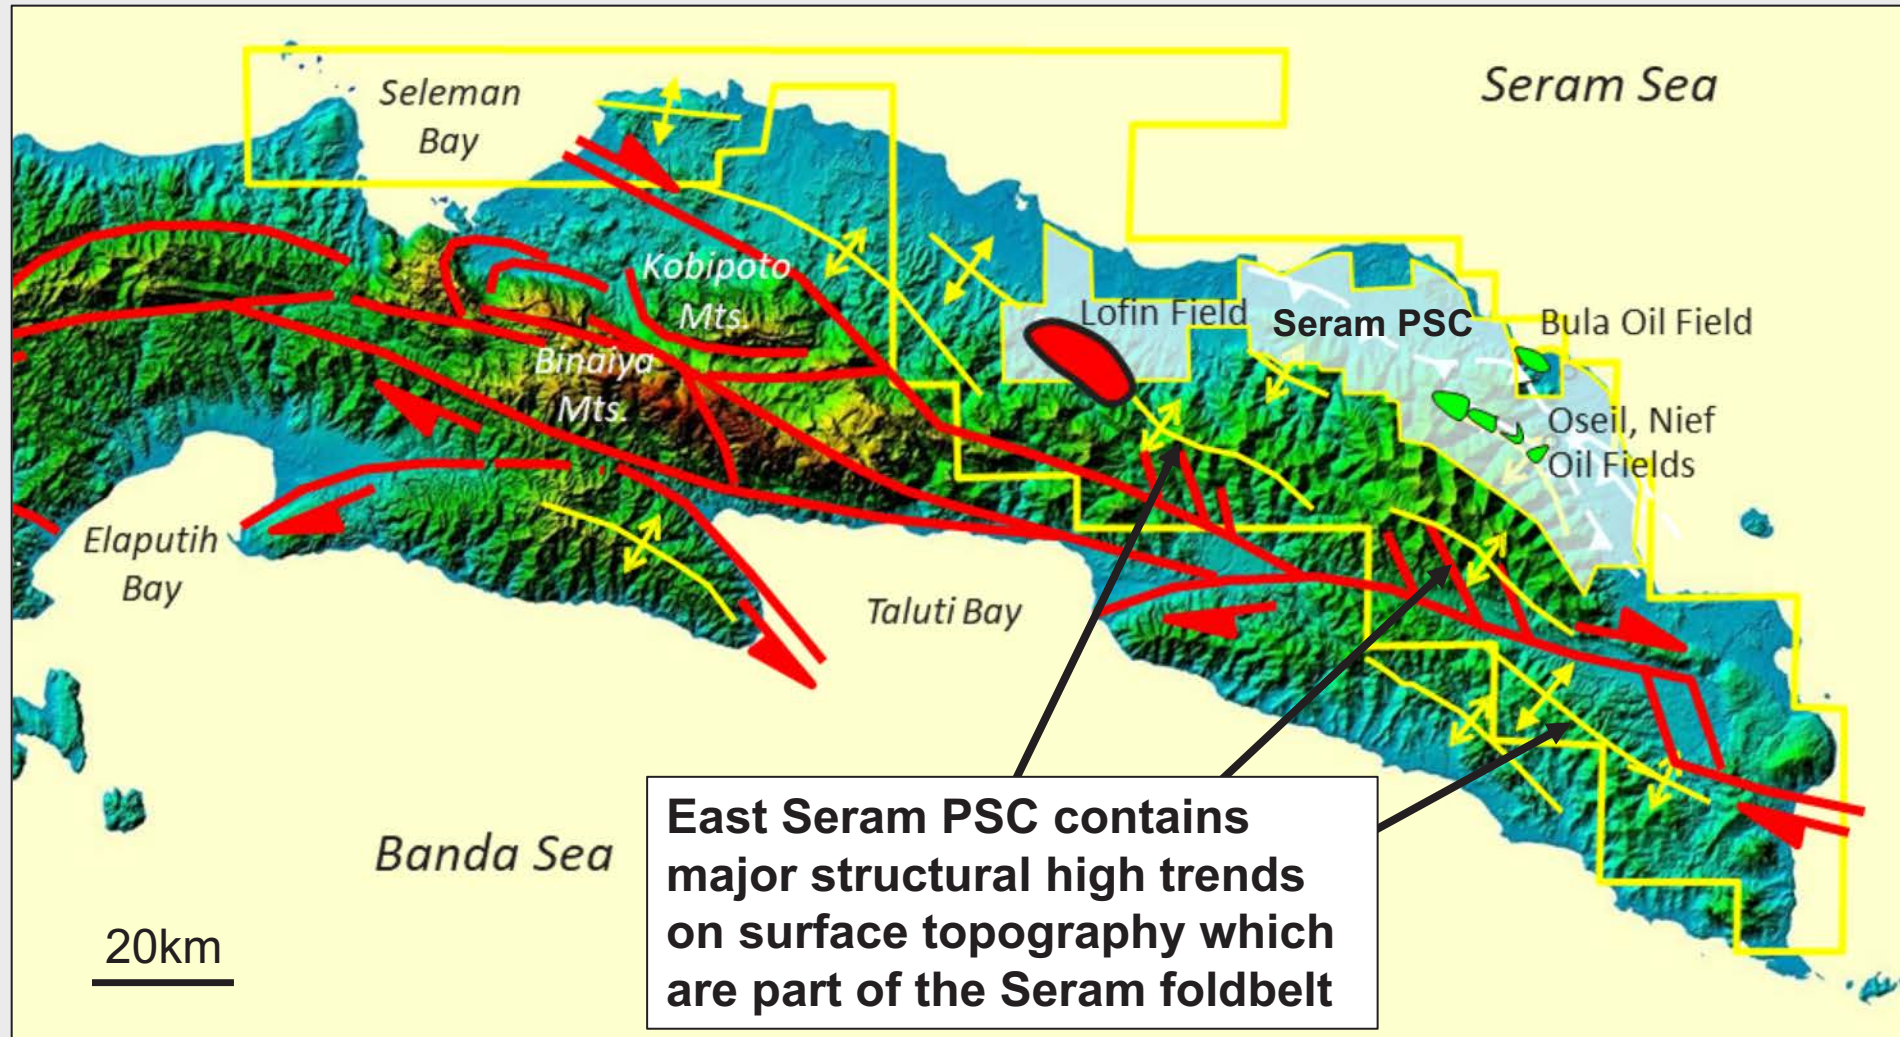 Seram Sea
Seleman
Bay
Kobipoto
Mts.
Lofin Field
Seram PSC
Bula Oil Field
Binaiya
Mts.
Oseil, Nief
Oil Fields
Elaputih
Bay
Taluti Bay
Banda Sea
East Seram PSC contains
major structural high trends
on surface topography which
are part of the Seram foldbelt
20km